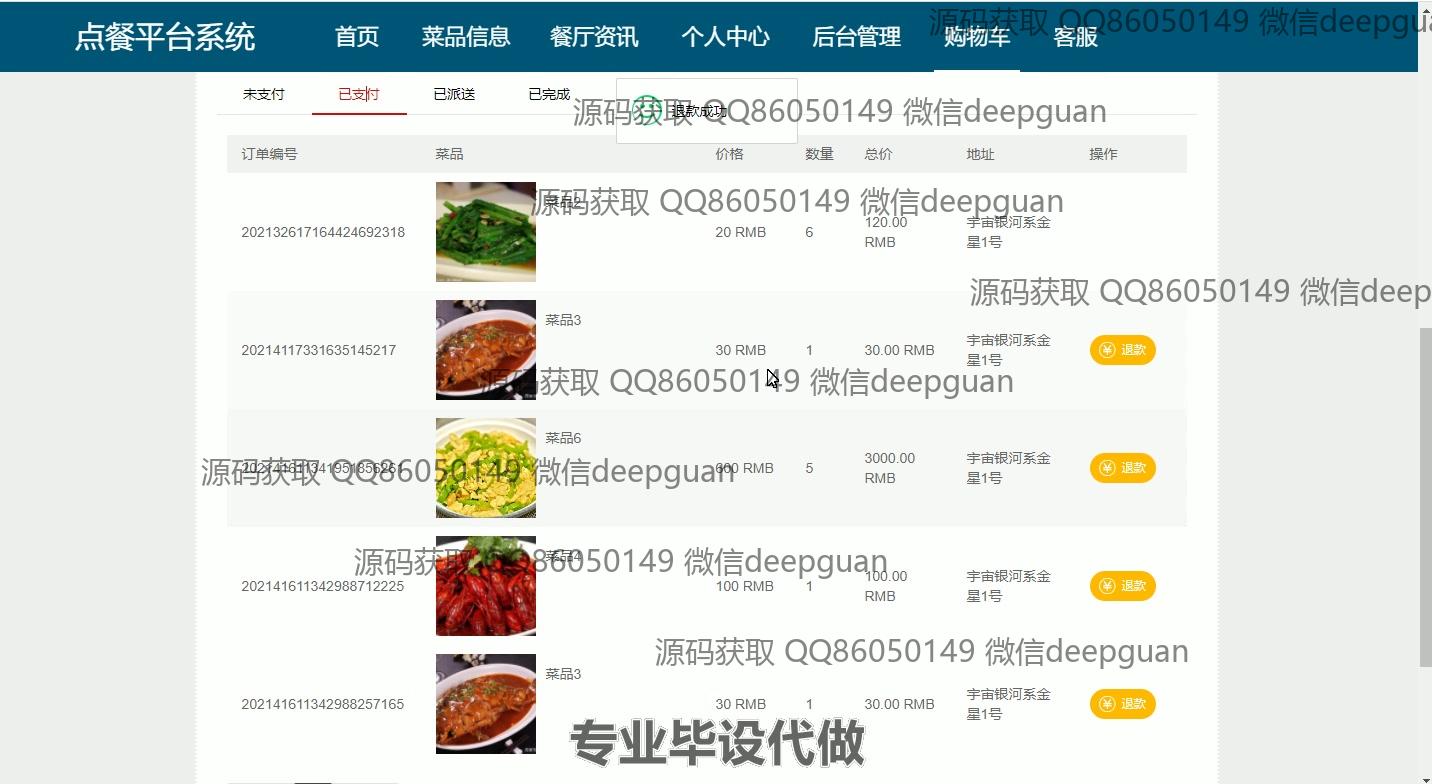 点餐平台系统 首页 菜品信息 餐厅资讯 个人中心 后台管理 购物车 客服
源码获取 QQ86050149 微信deepgua
未支付 已支付 已派送 已完成
退款成功
源码获取 QQ86050149 微信deepguan
订单编号 菜品 价格 数量 总价 地址 操作
源码获取 QQ86050149 微信deepguan
菜品2
202132617164424692318 20 RMB 6 120.00 RMB 宇宙银河系金星1号
源码获取 QQ86050149 微信deep
菜品3
20214117331635145217 30 RMB 1 30.00 RMB 宇宙银河系金星1号 退款
源码获取 QQ86050149 微信deepguan
菜品6
202141611341951856261 600 RMB 5 3000.00 RMB 宇宙银河系金星1号 退款
源码获取 QQ86050149 微信deepguan
菜品4
源码获取 QQ86050149 微信deepguan
202141611342988712225 100 RMB 1 100.00 RMB 宇宙银河系金星1号 退款
源码获取 QQ86050149 微信deepguan
菜品3
202141611342988257165 30 RMB 1 30.00 RMB 宇宙银河系金星1号 退款
专业毕设代做